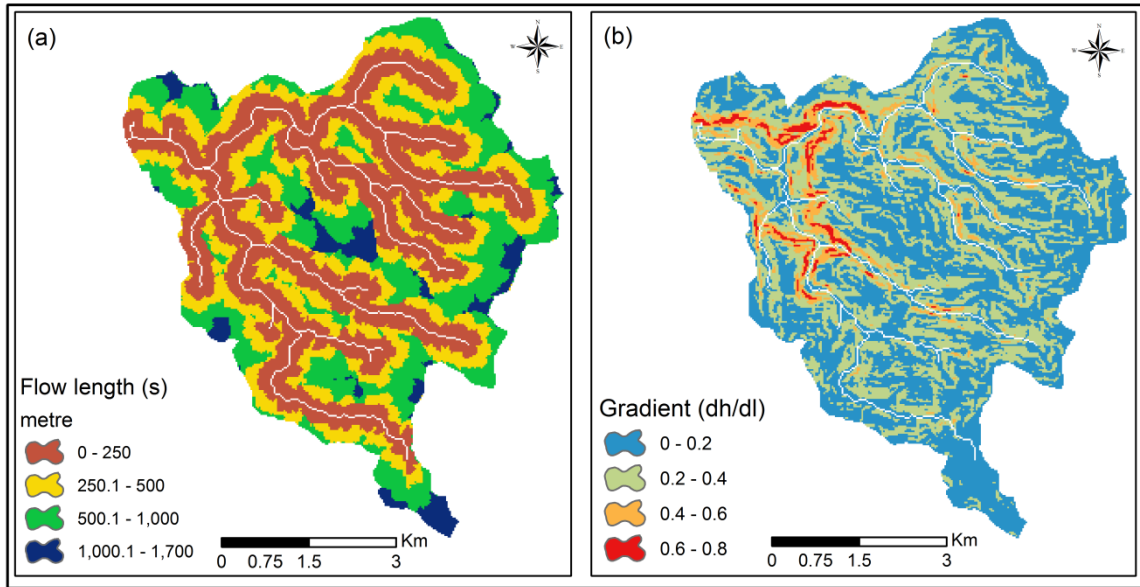 (a)
N
W E
S
Flow length (s)
metre
0 - 250
250.1 - 500
500.1 - 1,000
1,000.1 - 1,700
Km
0 0.75 1.5 3
(b)
N
W E
S
Gradient (dh/dl)
0 - 0.2
0.2 - 0.4
0.4 - 0.6
0.6 - 0.8
Km
0 0.75 1.5 3